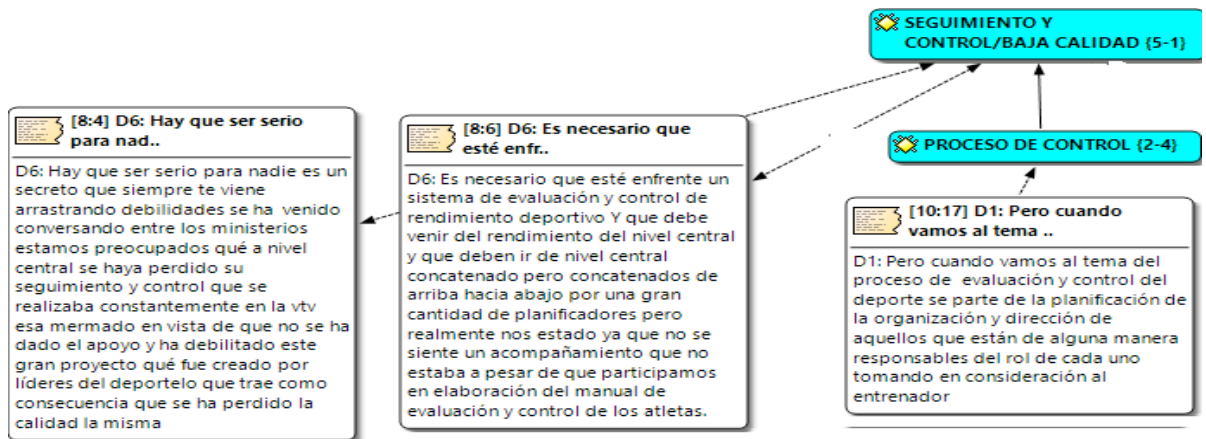 SEGUIMIENTO Y
CONTROL/BAJA CALIDAD {5-1}
PROCESO DE CONTROL {2-4}
[8:4] D6: Hay que ser serio
para nad..
D6: Hay que ser serio para nadie es un
secreto que siempre te viene
arrastrando debilidades se ha venido
conversando entre los ministerios
estamos preocupados qué a nivel
central se haya perdido su
seguimiento y control que se
realizaba constantemente en la vtv
esa mermado en vista de que no se ha
dado el apoyo y ha debilitado este
gran proyecto qué fue creado por
líderes del deportelo que trae como
consecuencia que se ha perdido la
calidad la misma
[8:6] D6: Es necesario que
esté enfr..
D6: Es necesario que esté enfrente un
sistema de evaluación y control de
rendimiento deportivo Y que debe
venir del rendimiento del nivel central
y que deben ir de nivel central
concatenado pero concatenados de
arriba hacia abajo por una gran
cantidad de planificadores pero
realmente nos estado ya que no se
siente un acompañamiento que no
estaba a pesar de que participamos
en elaboración del manual de
evaluación y control de los atletas.
[10:17] D1: Pero cuando
vamos al tema ..
D1: Pero cuando vamos al tema del
proceso de evaluación y control del
deporte se parte de la planificación de
la organización y dirección de
aquellos que están de alguna manera
responsables del rol de cada uno
tomando en consideración al
entrenador